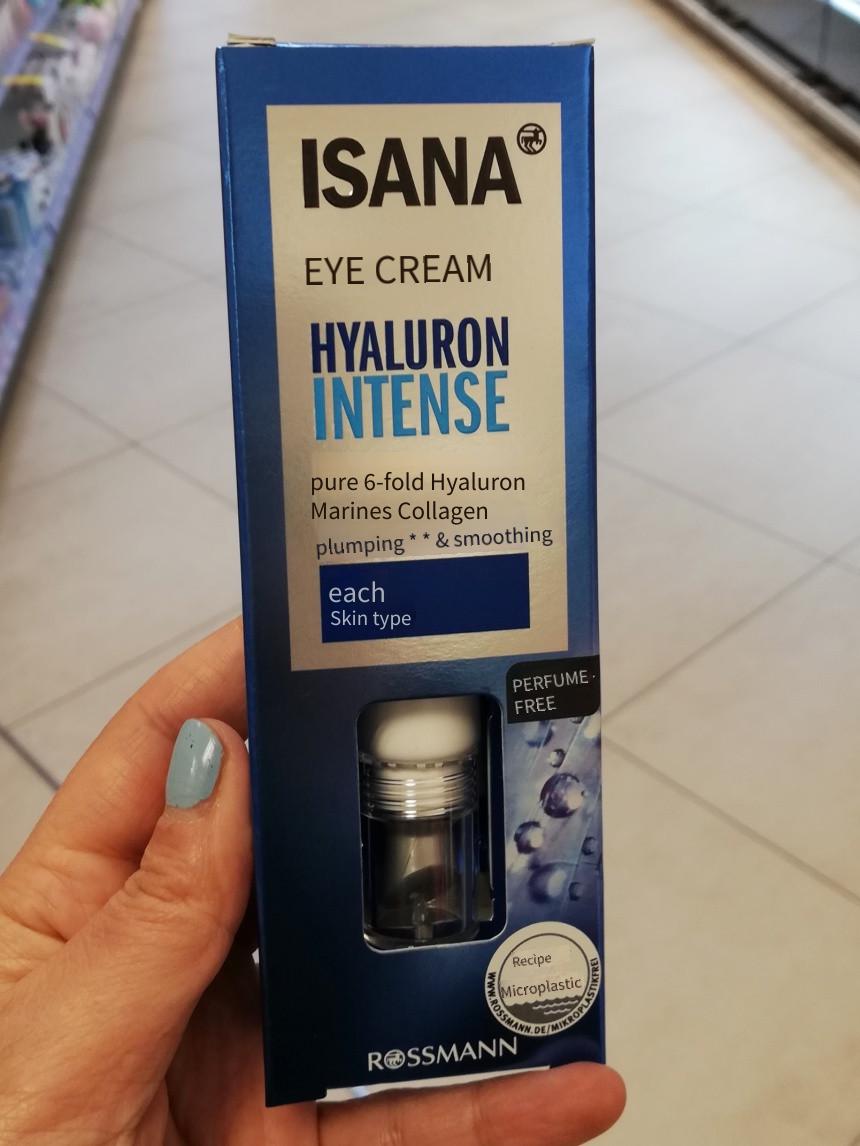 ISANA
EYE CREAM
HYALURON
INTENSE
pure 6-fold Hyaluron
Marines Collagen
plumping ** & smoothing
each
Skin type
PERFUME-
FREE
Recipe
Microplastic
WWW.ROSSMANN.DE/MIKROPLASTIKFREI
ROSSMANN